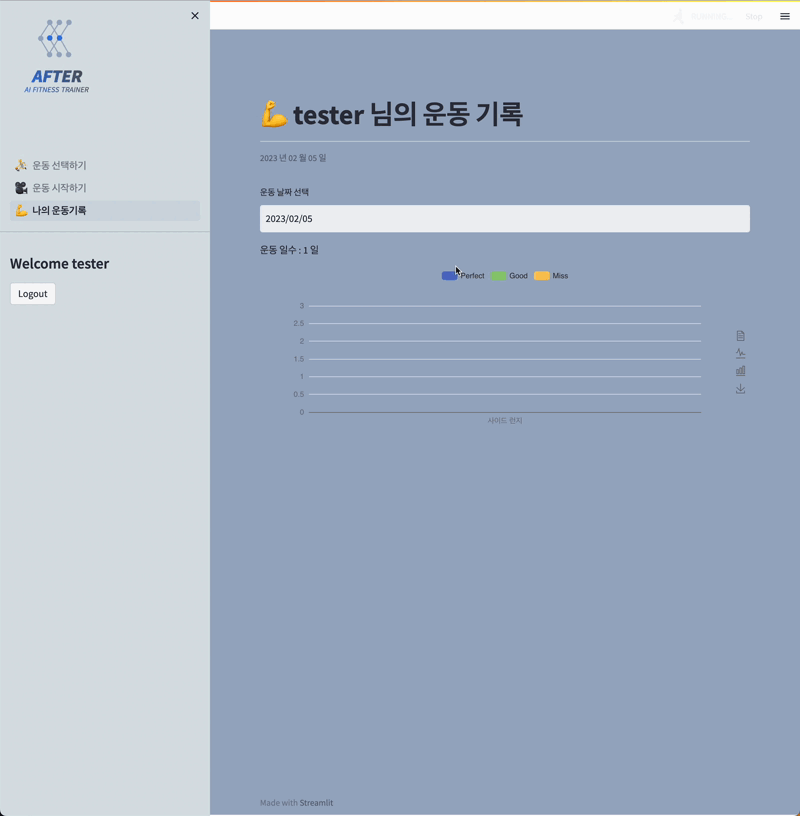 AFTER
AI FITNESS TRAINER
운동 선택하기
운동 시작하기
나의 운동기록
Welcome tester
Logout
Stop
tester 님의 운동 기록
2023 년 02 월 05 일
운동 날짜 선택
2023/02/05
운동 일수 : 1 일
Perfect Good Miss
3
2.5
2
1.5
1
0.5
0
사이드 런지
Made with Streamlit